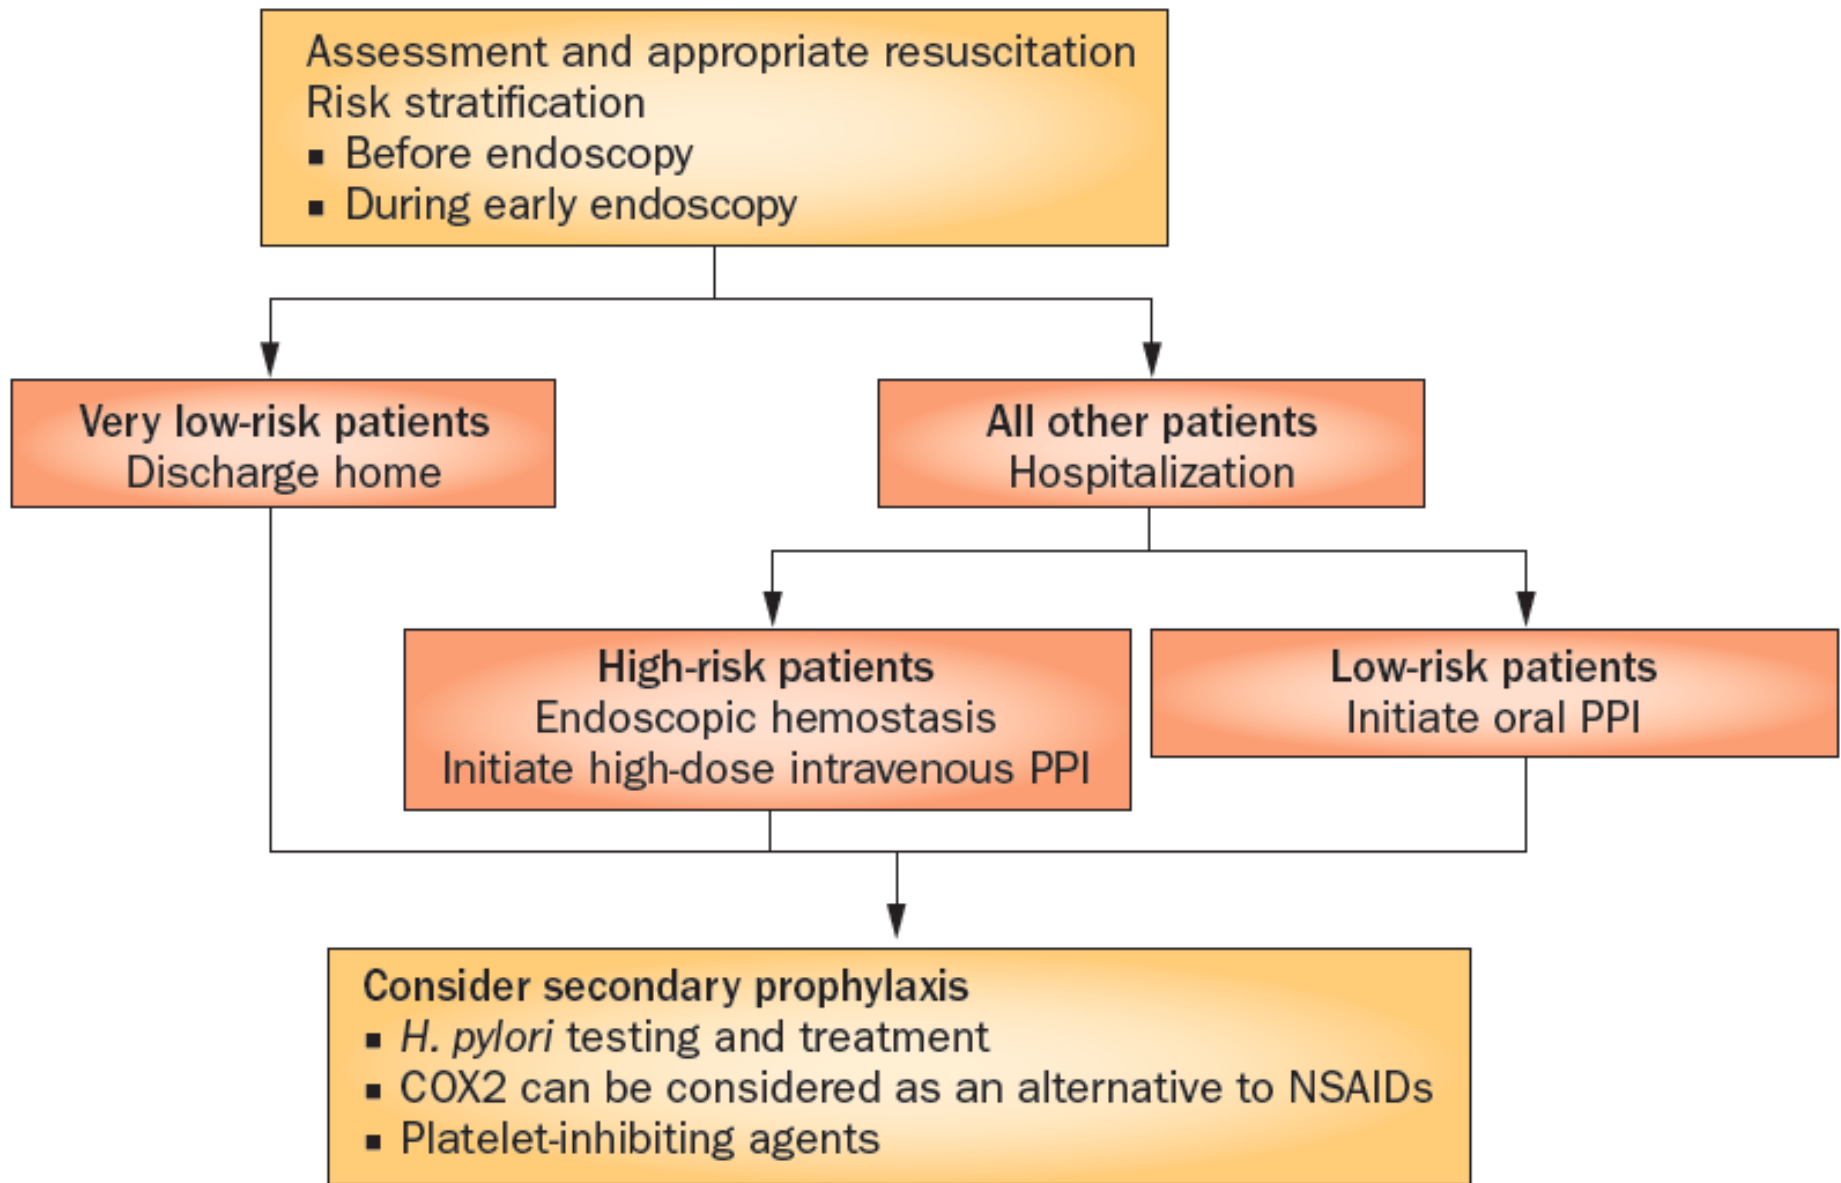 Assessment and appropriate resuscitation
Risk stratification
▪ Before endoscopy
▪ During early endoscopy
Very low-risk patients
Discharge home
All other patients
Hospitalization
High-risk patients
Endoscopic hemostasis
Initiate high-dose intravenous PPI
Low-risk patients
Initiate oral PPI
Consider secondary prophylaxis
▪ H. pylori testing and treatment
▪ COX2 can be considered as an alternative to NSAIDs
▪ Platelet-inhibiting agents